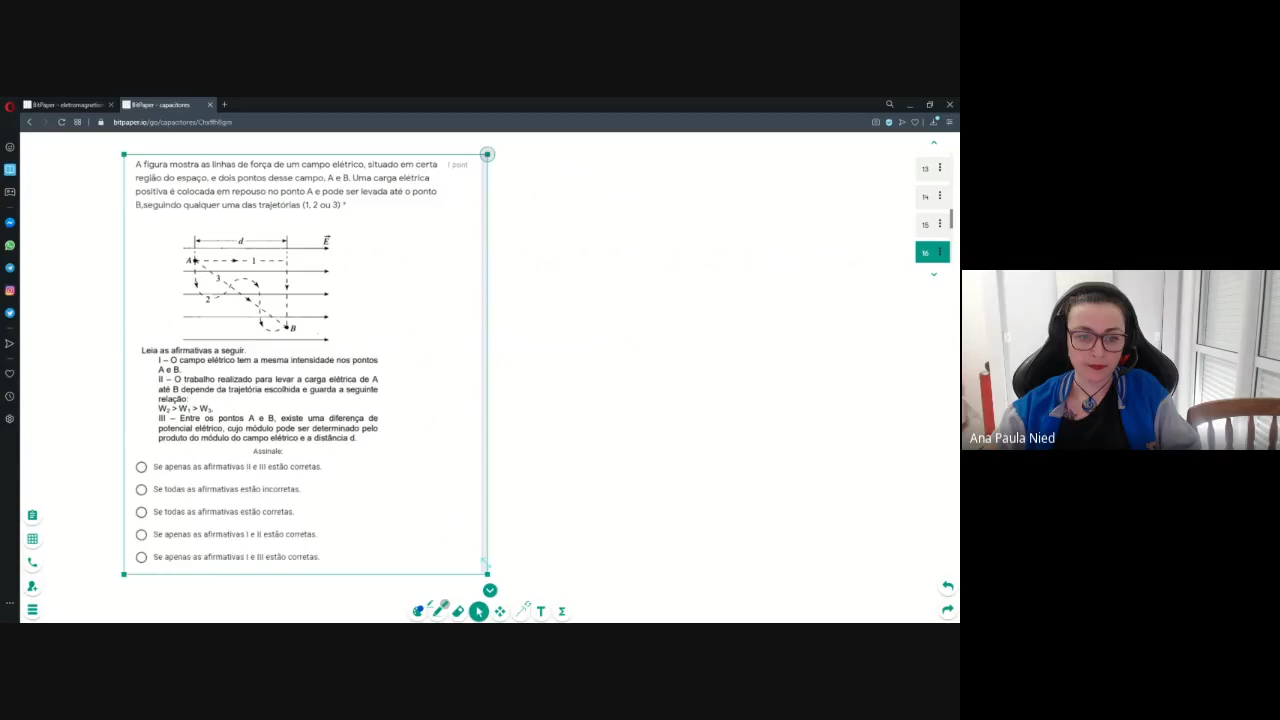 BitPaper - eletromagnetism
BitPaper - capacitores
A figura mostra as linhas de força de um campo elétrico, situado em certa
1 point
região do espaço, e dois pontos desse campo, A e B. Uma carga elétrica
positiva é colocada em repouso no ponto A e pode ser levada até o ponto
B,seguindo qualquer uma das trajetórias (1, 2 ou 3) *
d
E
A
1
3
2
B
Leia as afirmativas a seguir.
I – O campo elétrico tem a mesma intensidade nos pontos
A e B.
II – O trabalho realizado para levar a carga elétrica de A
até B depende da trajetória escolhida e guarda a seguinte
relação:
W₂ > W₁ > W₃.
III – Entre os pontos A e B, existe uma diferença de
potencial elétrico, cujo módulo pode ser determinado pelo
produto do módulo do campo elétrico e a distância d.
Assinale:
Se apenas as afirmativas II e III estão corretas.
Se todas as afirmativas estão incorretas.
Se todas as afirmativas estão corretas.
Se apenas as afirmativas I e II estão corretas.
Se apenas as afirmativas I e III estão corretas.
13
14
15
16
T
Σ
Ana Paula Nied